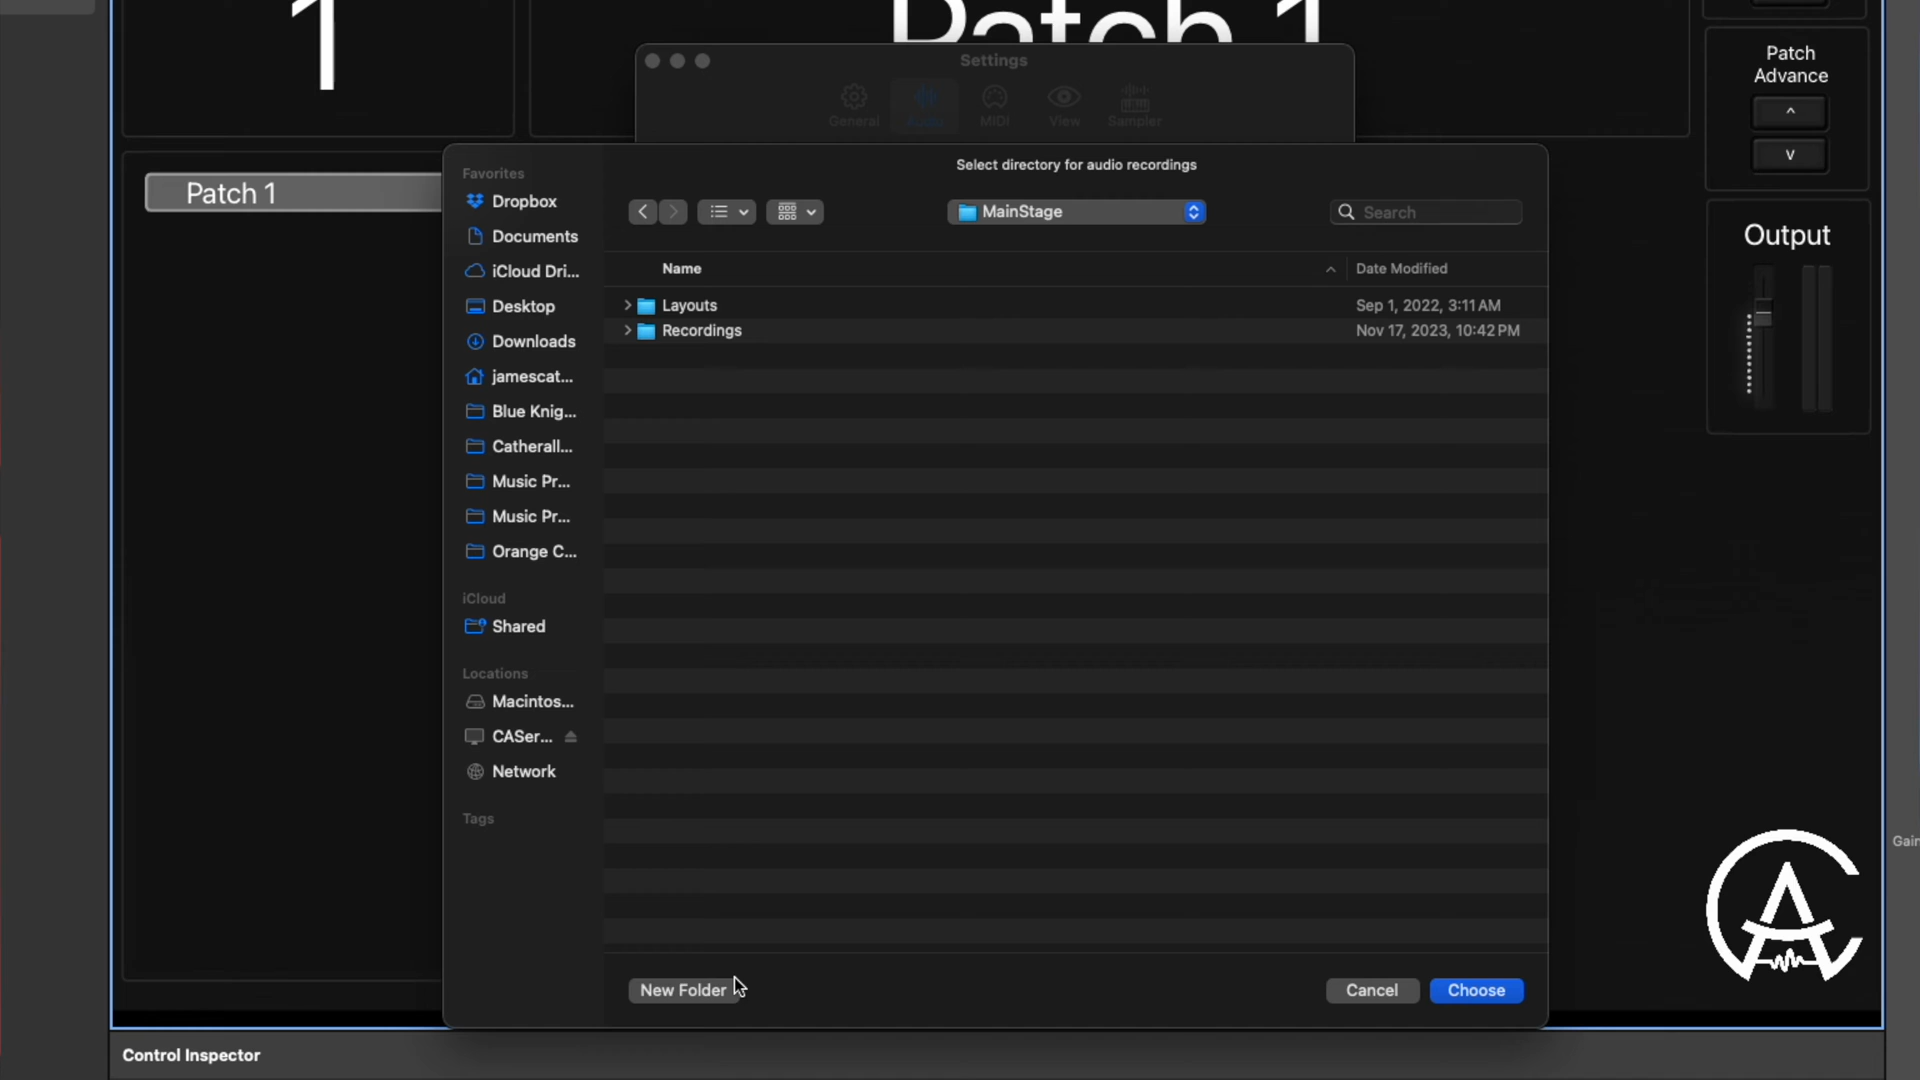 1
Patch 1
Settings
General
Audio
MIDI
View
Sampler
Patch
Advance
^
v
Output
Patch 1
Select directory for audio recordings
MainStage
Search
Favorites
Dropbox
Documents
iCloud Dri...
Desktop
Downloads
jamescat...
Blue Knig...
Catherall...
Music Pr...
Music Pr...
Orange C...
iCloud
Shared
Locations
Macintos...
CASer...
Network
Tags
Name
Date Modified
Layouts
Sep 1, 2022, 3:11 AM
Recordings
Nov 17, 2023, 10:42 PM
New Folder
Cancel
Choose
Control Inspector